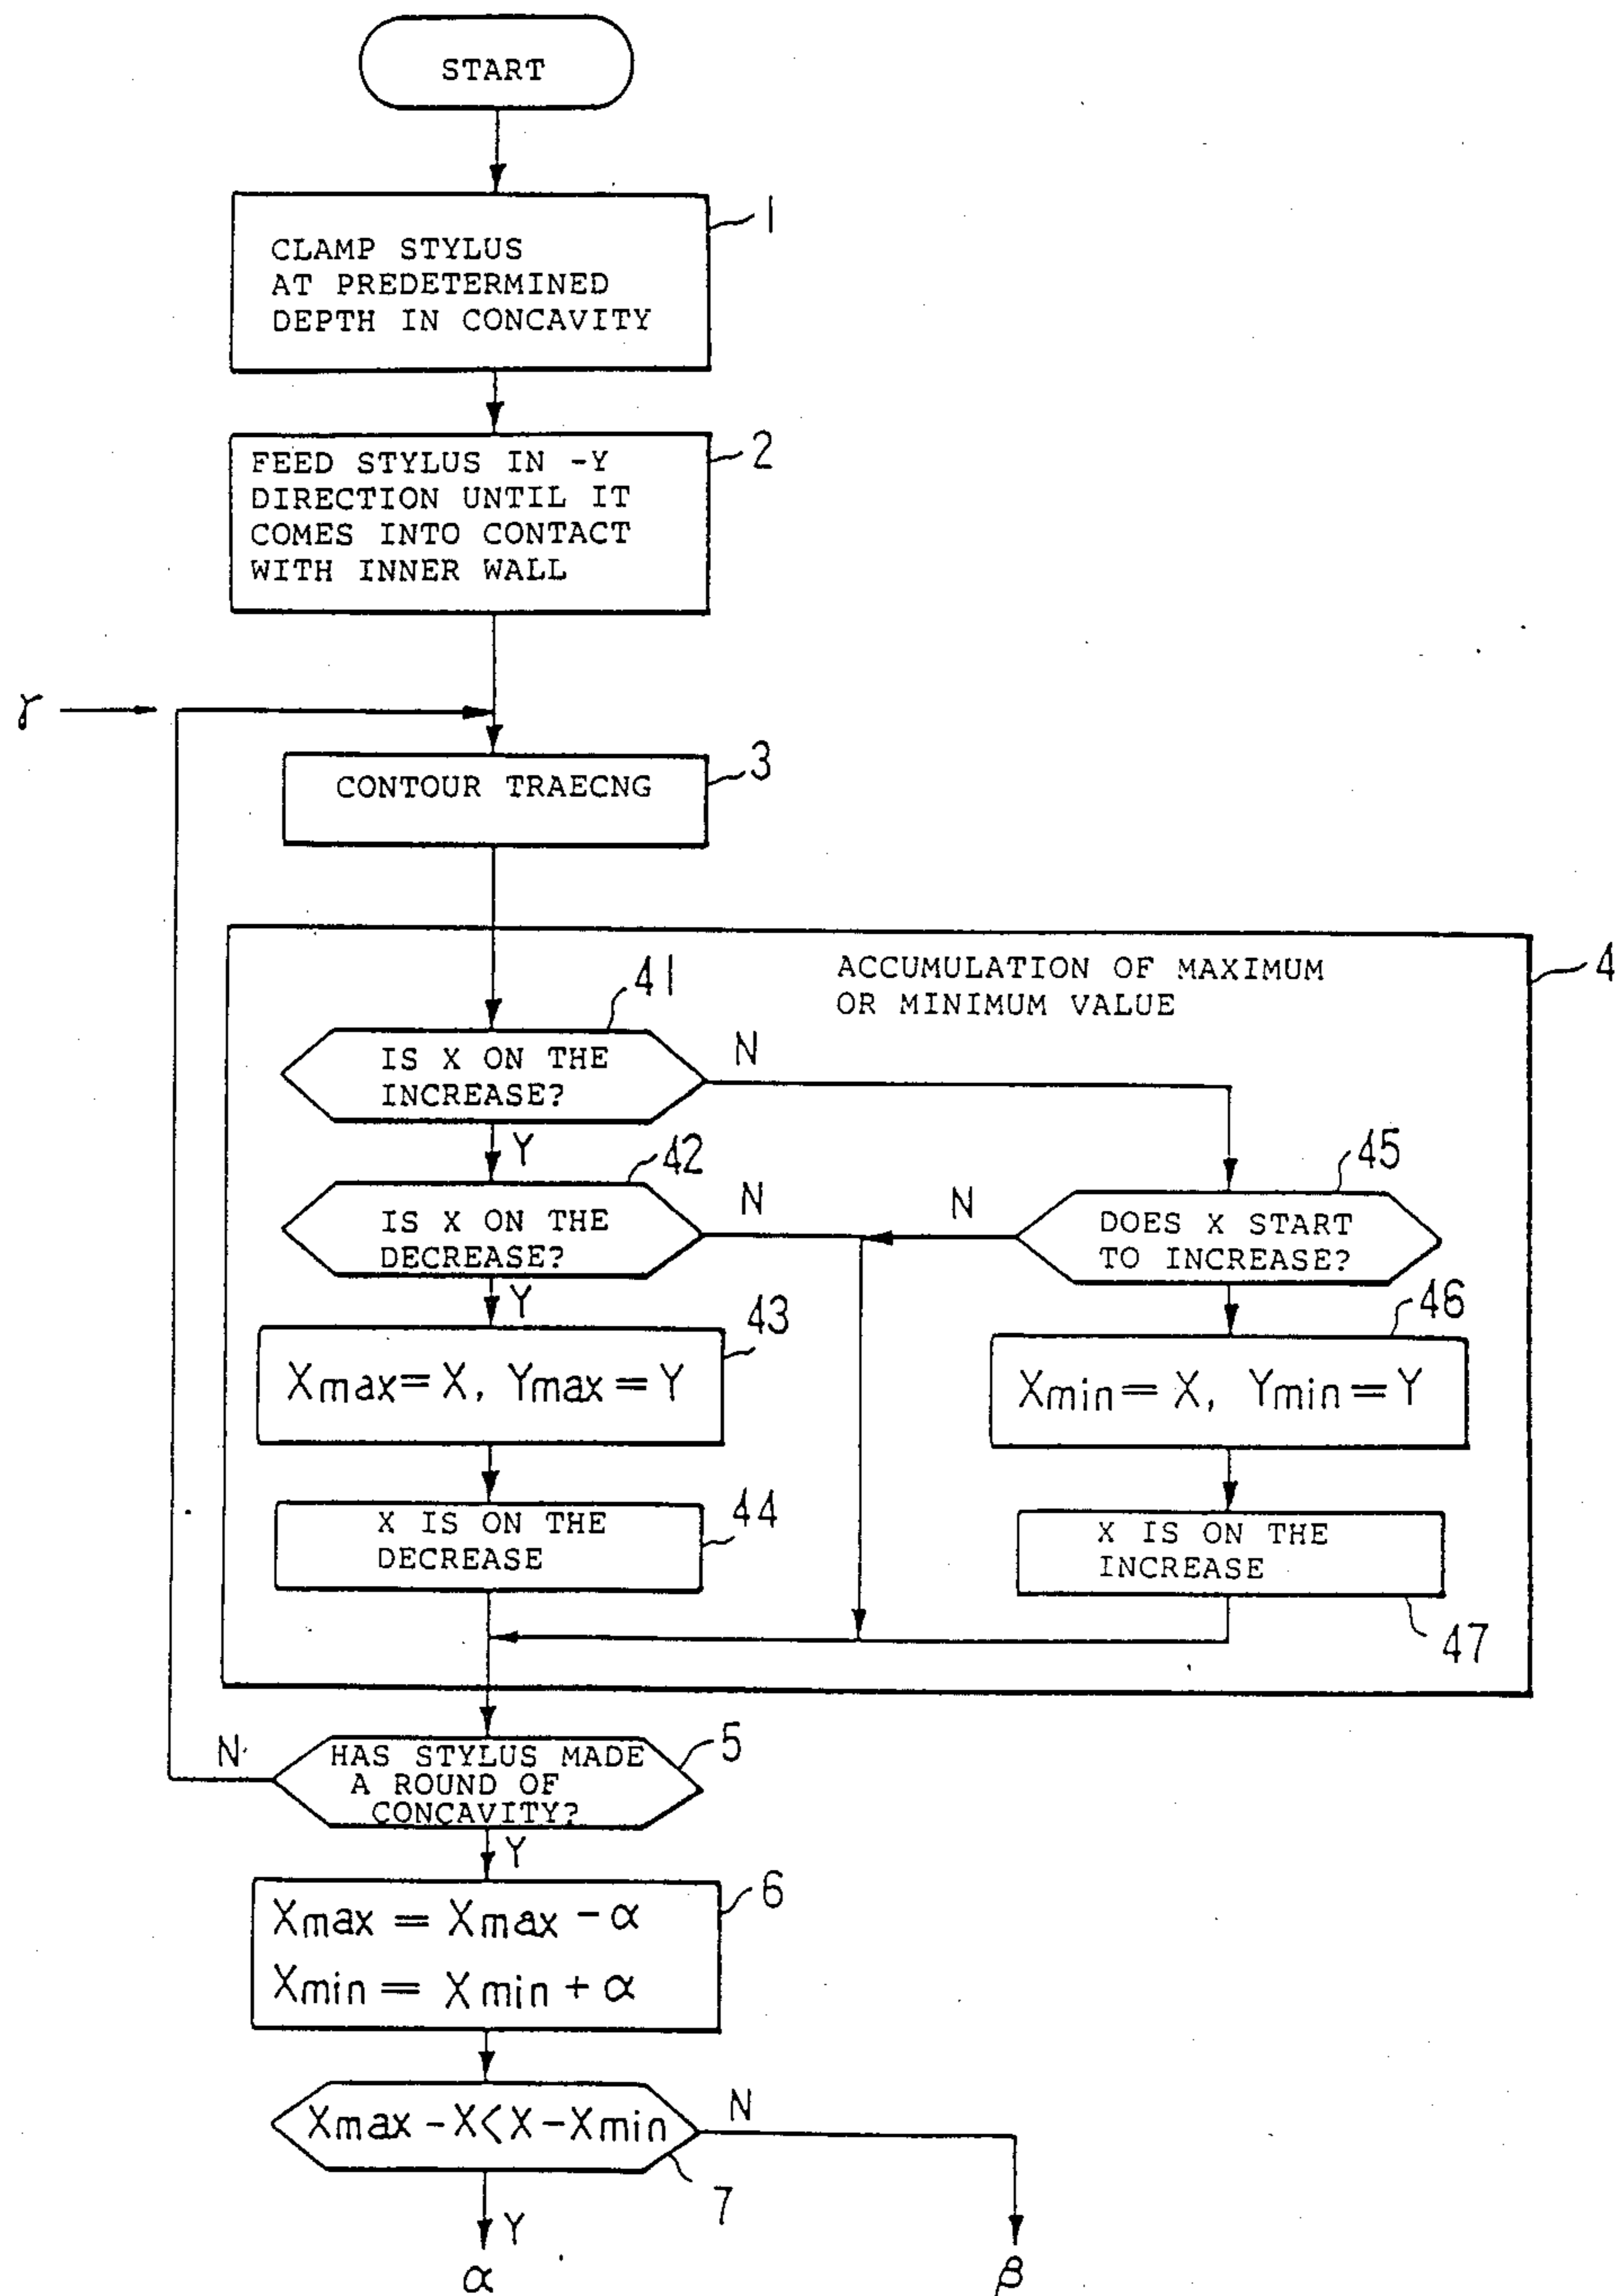 START
1
CLAMP STYLUS
AT PREDETERMINED
DEPTH IN CONCAVITY
2
FEED STYLUS IN -Y
DIRECTION UNTIL IT
COMES INTO CONTACT
WITH INNER WALL
γ
3
CONTOUR TRAECNG
4
ACCUMULATION OF MAXIMUM
OR MINIMUM VALUE
41
IS X ON THE
INCREASE?
N
Y
42
IS X ON THE
DECREASE?
N
N
45
DOES X START
TO INCREASE?
Y
43
Xmax = X, Ymax = Y
46
Xmin = X, Ymin = Y
44
X IS ON THE
DECREASE
X IS ON THE
INCREASE
47
N
5
HAS STYLUS MADE
A ROUND OF
CONCAVITY?
Y
6
Xmax = Xmax - α
Xmin = Xmin + α
Xmax - X < X - Xmin
N
7
Y
α
β